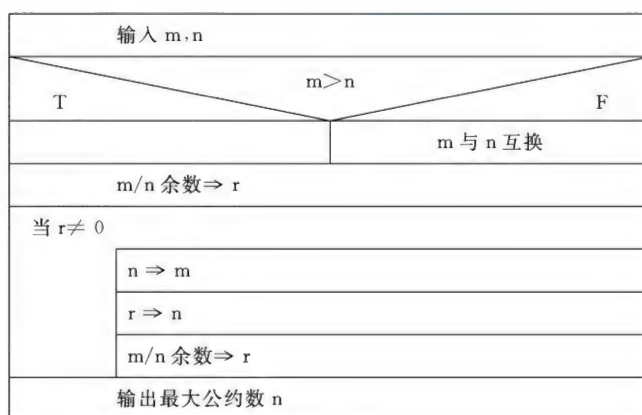 输入 m,n
m>n
T
F
m 与 n 互换
m/n 余数⇒ r
当 r≠ 0
n ⇒ m
r ⇒ n
m/n 余数⇒ r
输出最大公约数 n